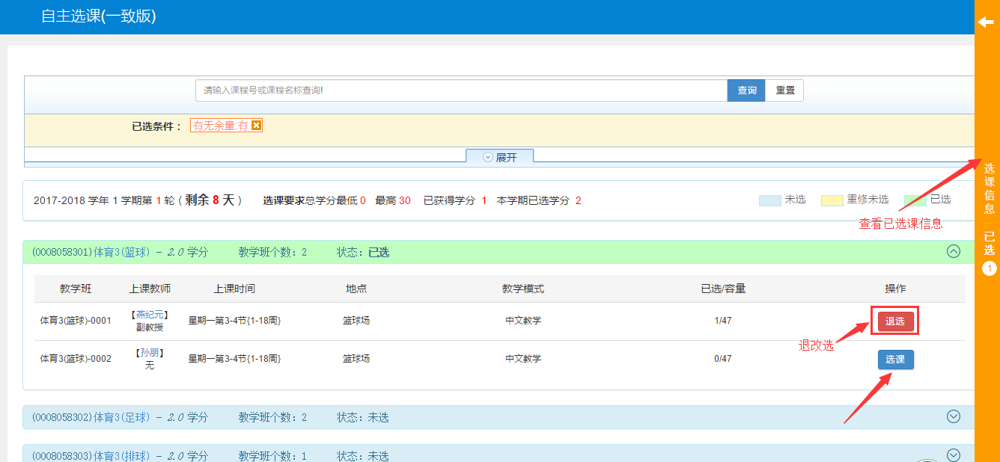 自主选课(一致版)
请输入课程号或课程名称查询!
查询
重置
已选条件：
有无余量:有
展开
2017-2018 学年 1 学期第 1 轮 ( 剩余 8 天 ) 选课要求总学分最低 0 最高 30 已获得学分 1 本学期已选学分 2
未选
重修未选
已选
查看已选课信息
(0008058301)体育3(篮球) - 2.0 学分 教学班个数: 2 状态: 已选
教学班 上课教师 上课时间 地点 教学模式 已选/容量 操作
体育3(篮球)-0001 【燕纪元】 副教授 星期一第3-4节{1-18周} 篮球场 中文教学 1/47 退选
退改选
体育3(篮球)-0002 【孙朋】 无 星期一第3-4节{1-18周} 篮球场 中文教学 0/47 选课
(0008058302)体育3(足球) - 2.0 学分 教学班个数: 2 状态: 未选
(0008058303)体育3(排球) - 2.0 学分 教学班个数: 1 状态: 未选
选课信息
已选
1